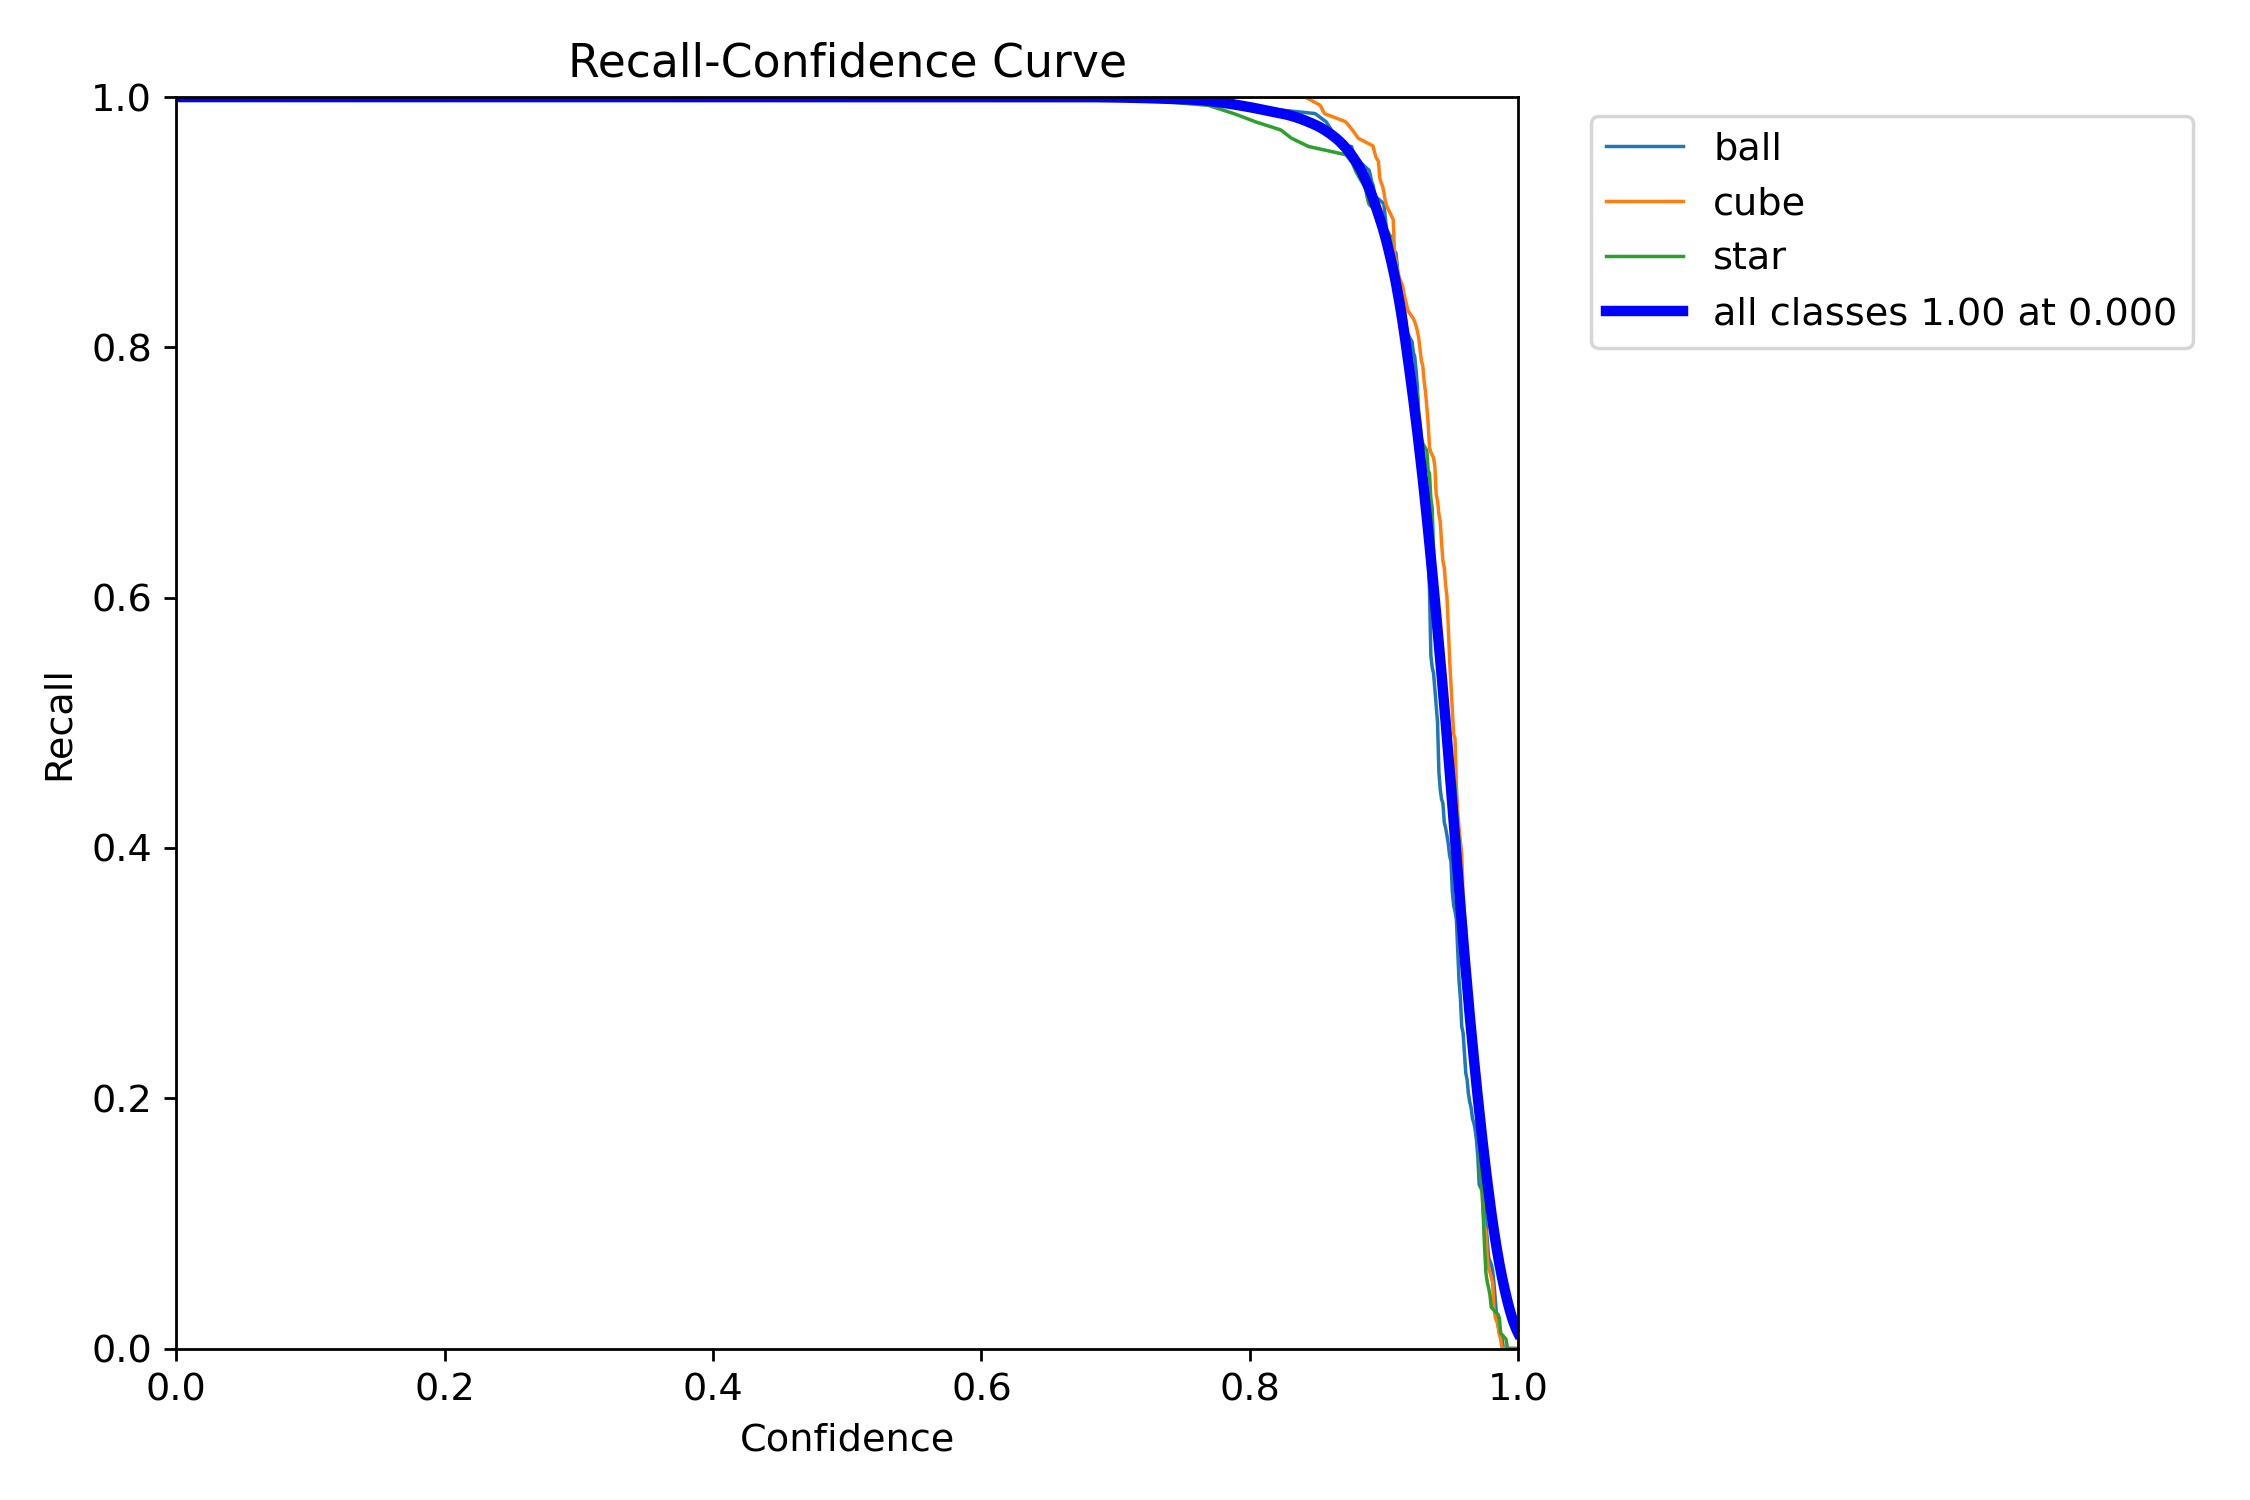 Recall-Confidence Curve
1.0
0.8
0.6
0.4
0.2
0.0
Recall
0.0 0.2 0.4 0.6 0.8 1.0
Confidence
ball
cube
star
all classes 1.00 at 0.000